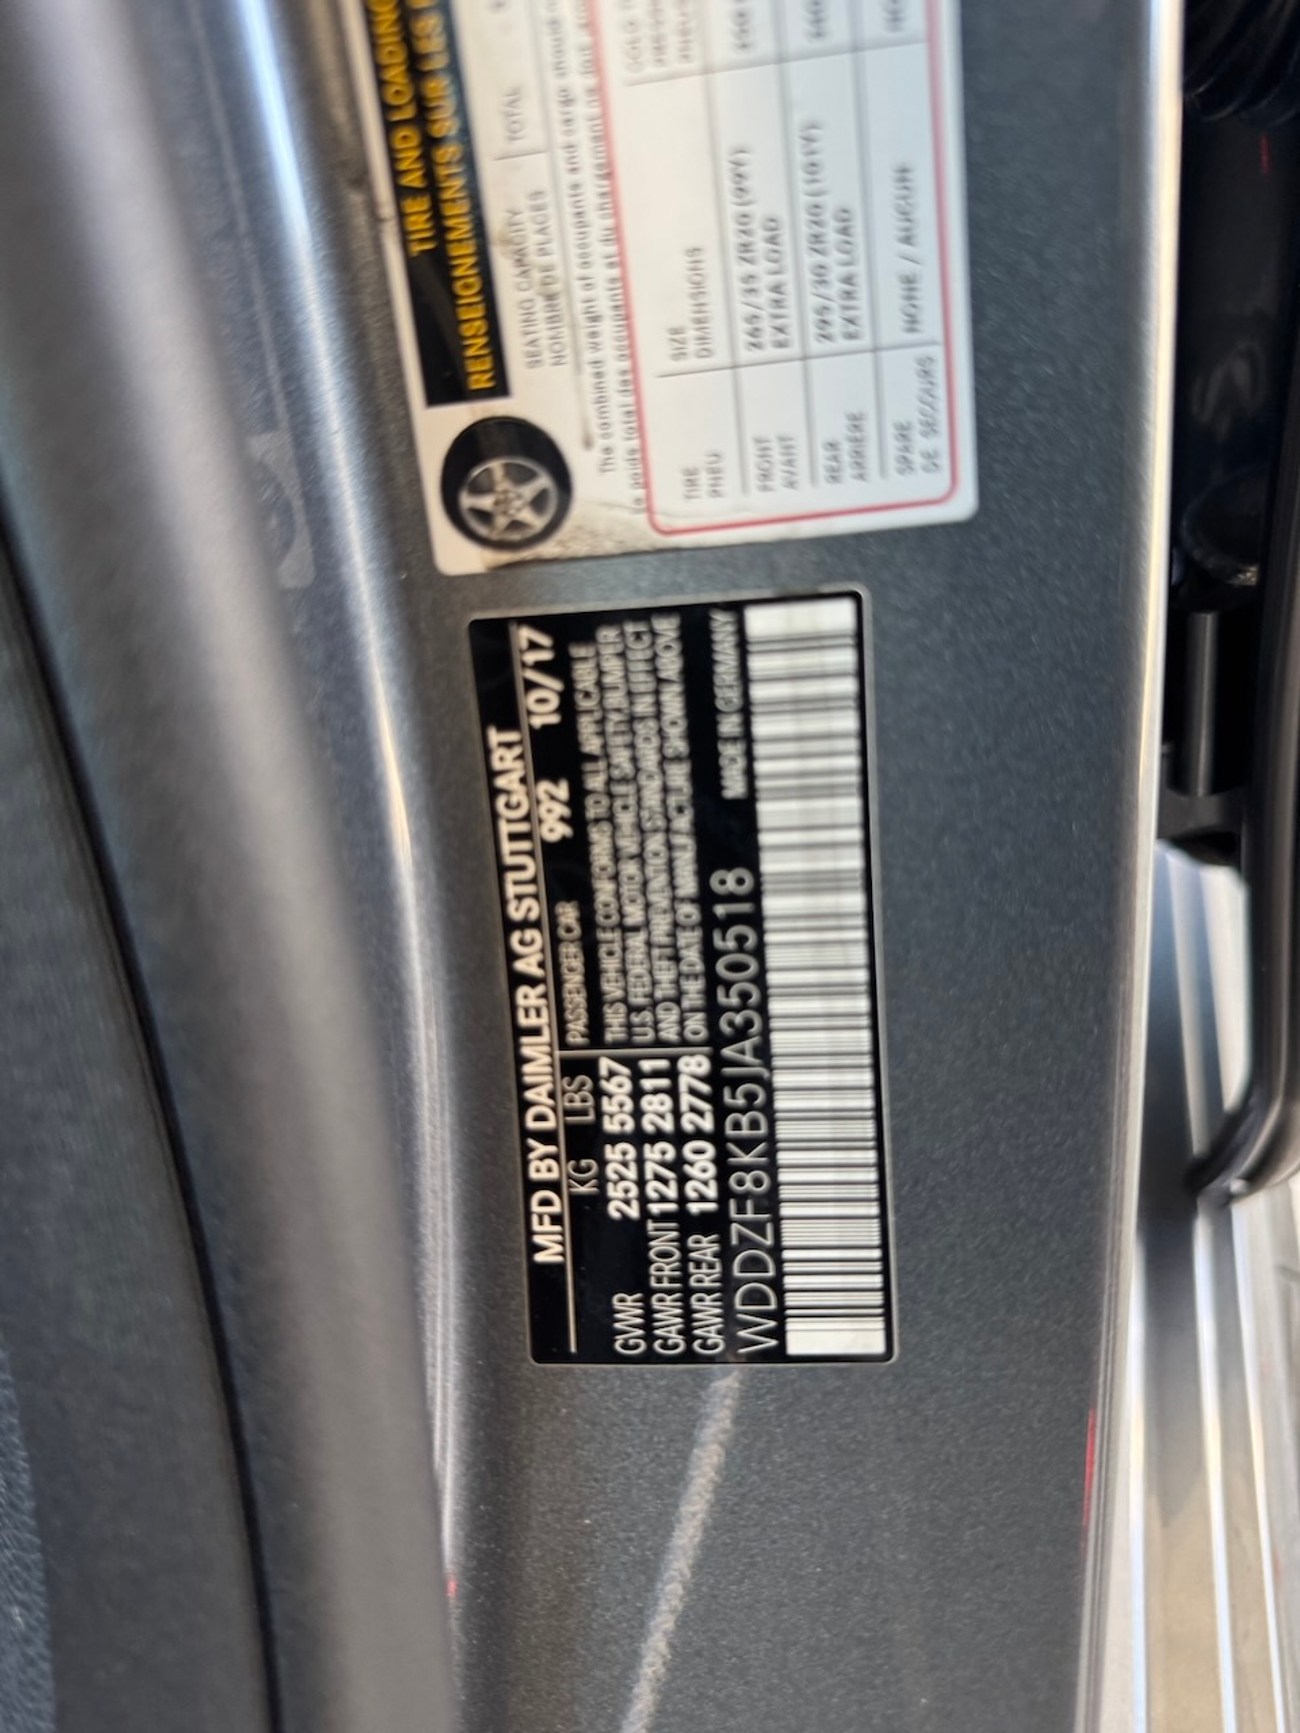 TIRE AND LOADING
RENSEIGNEMENTS SUR LES
SEATING CAPACITY
NOMBRE DE PLACES
TOTAL
The combined weight of occupants and cargo should
Le poids total des occupants et du chargement ne doit
TIRE
PNEU
SIZE
DIMENSIONS
COLD
FRONT
AVANT
265/35 ZR20 (99Y)
EXTRA LOAD
REAR
ARRIÈRE
295/30 ZR20 (101Y)
EXTRA LOAD
SPARE
DE SECOURS
NONE / AUCUN
MFD BY DAIMLER AG STUTTGART
KG LBS
992 10/17
PASSENGER CAR
GVWR 2525 5567
GAWR FRONT 1275 2811
GAWR REAR 1260 2778
THIS VEHICLE CONFORMS TO ALL APPLICABLE
U.S. FEDERAL MOTOR VEHICLE SAFETY, BUMPER
AND THEFT PREVENTION STANDARDS IN EFFECT
ON THE DATE OF MANUFACTURE SHOWN ABOVE
WDDZF8KB5JA350518
MADE IN GERMANY